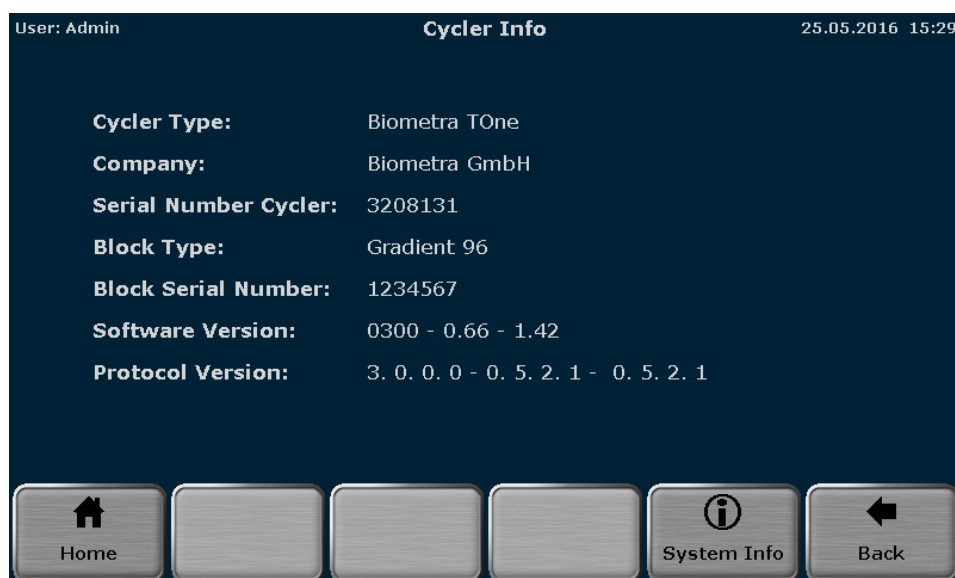 User: Admin Cycler Info 25.05.2016 15:29
Cycler Type: Biometra TOne
Company: Biometra GmbH
Serial Number Cycler: 3208131
Block Type: Gradient 96
Block Serial Number: 1234567
Software Version: 0300 - 0.66 - 1.42
Protocol Version: 3. 0. 0. 0 - 0. 5. 2. 1 - 0. 5. 2. 1
Home System Info Back